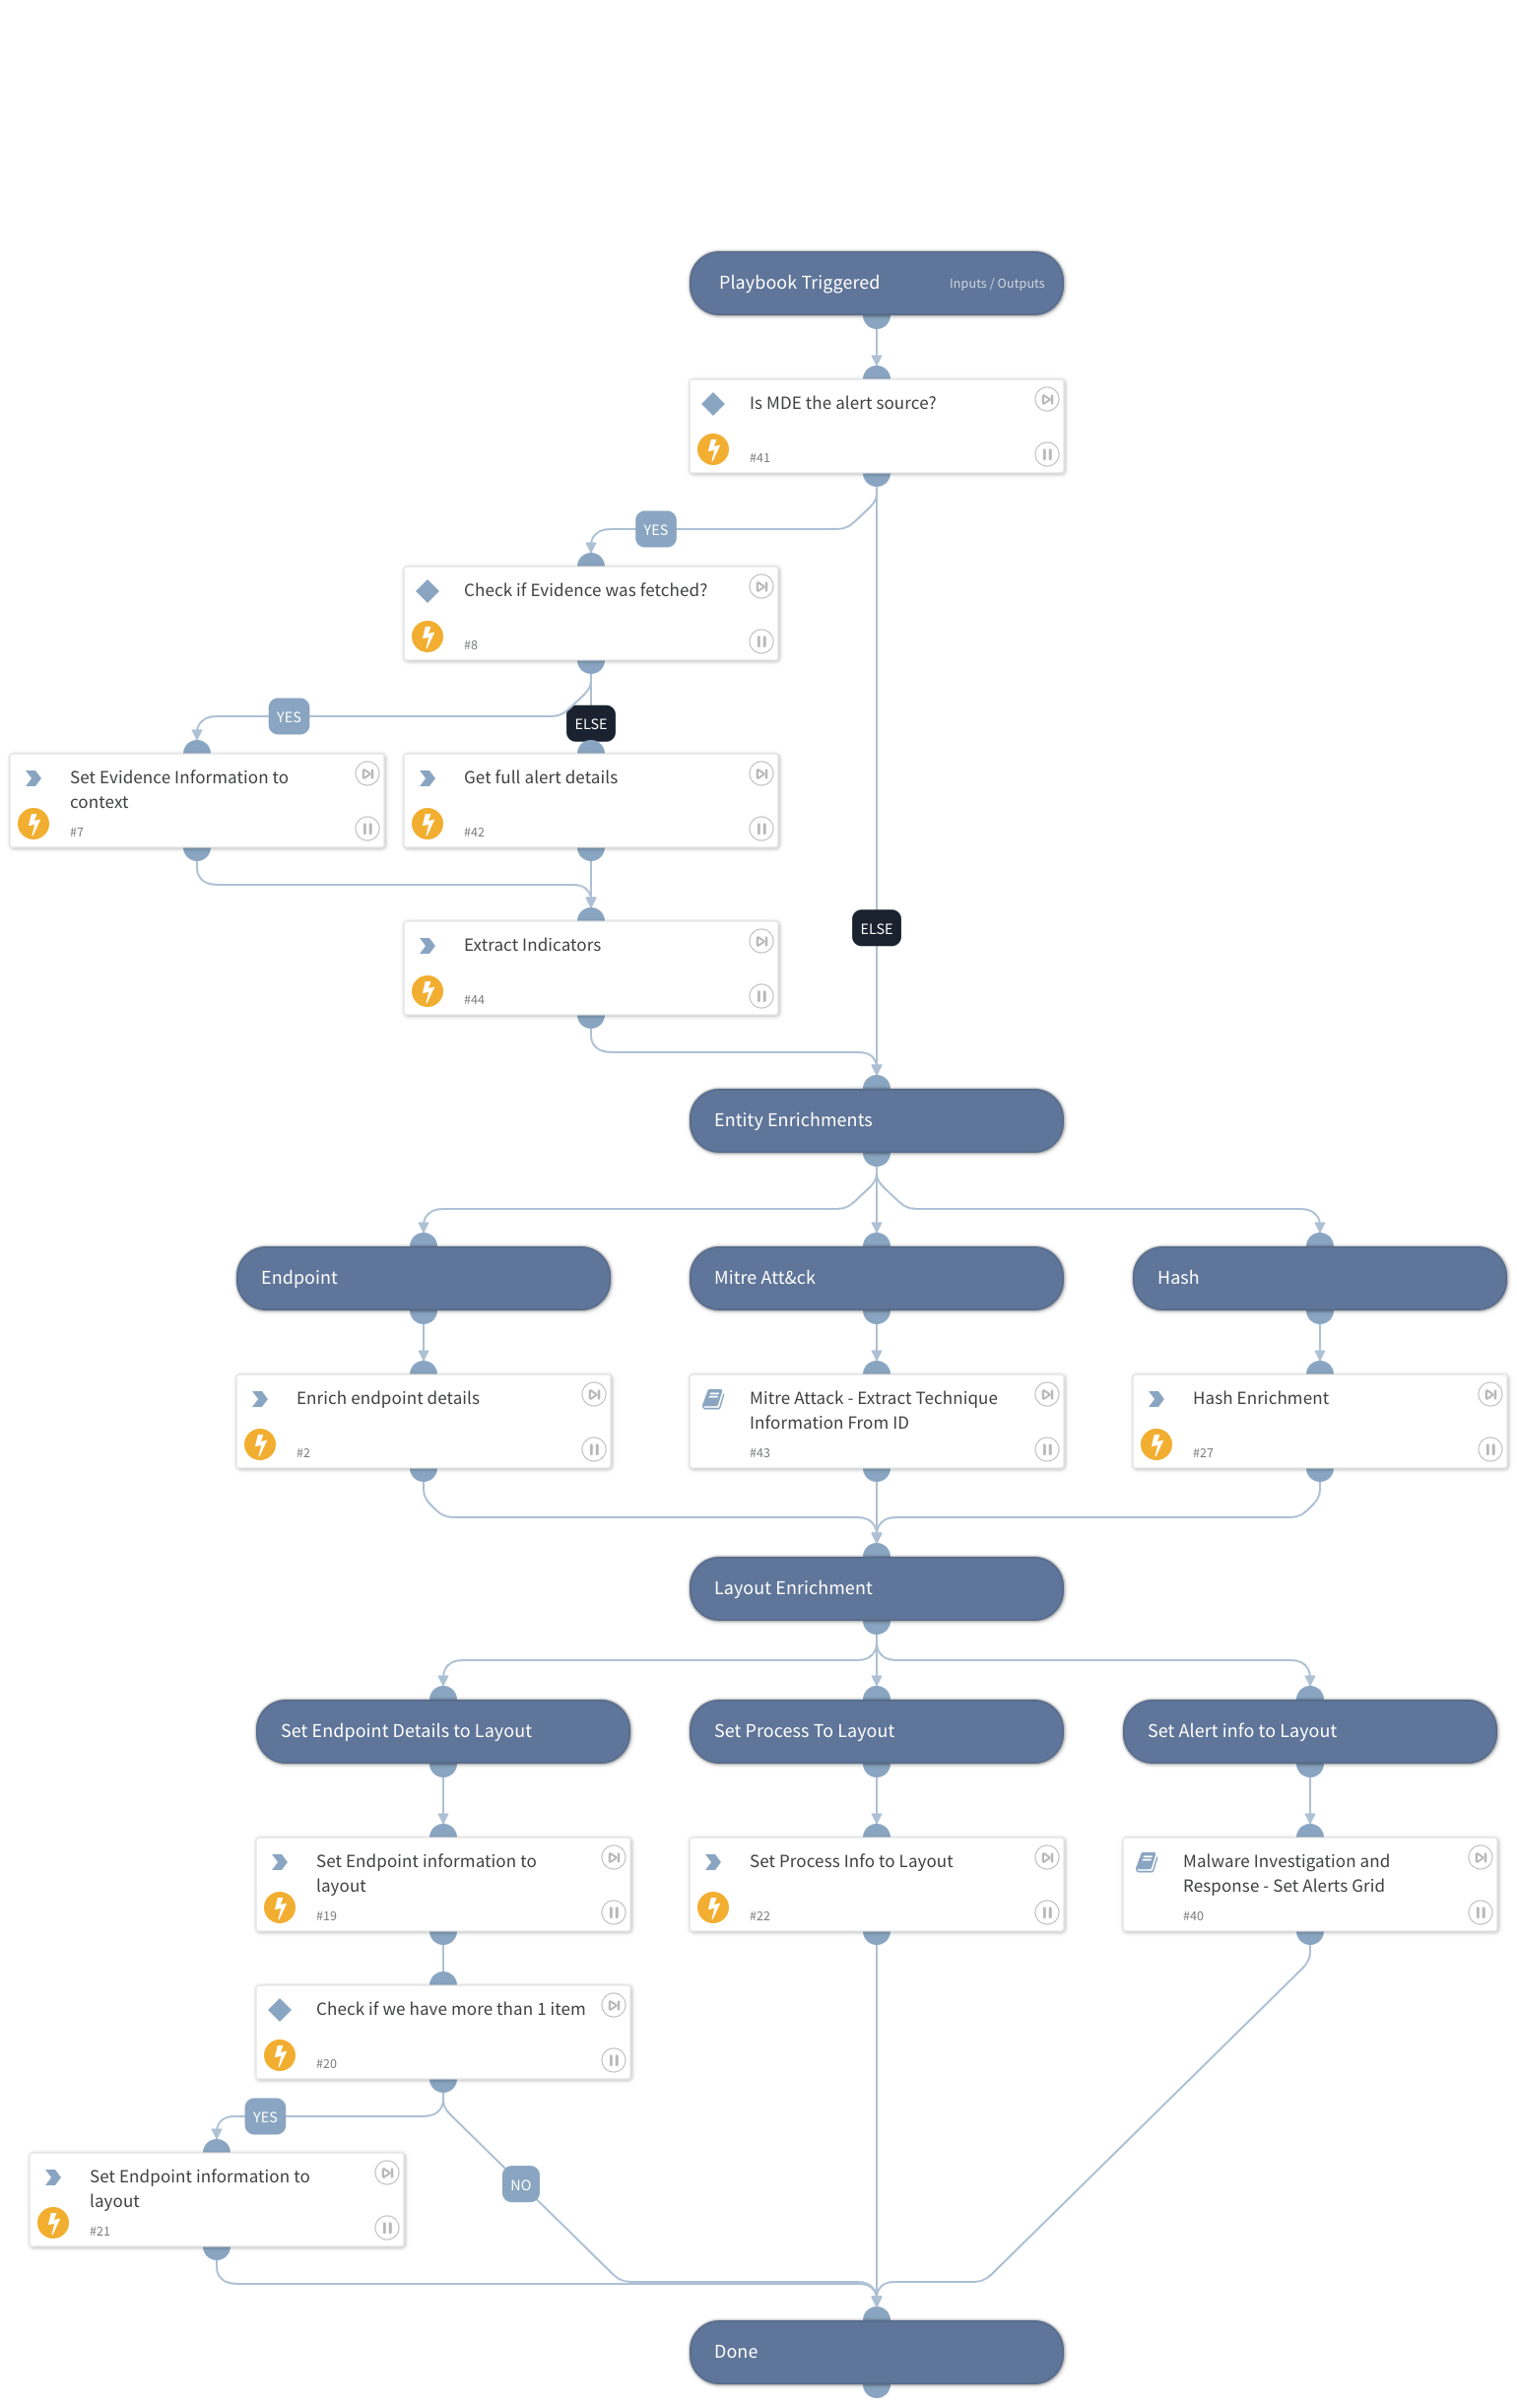 Playbook Triggered
Inputs / Outputs
Is MDE the alert source?
#41
YES
Check if Evidence was fetched?
#8
YES
ELSE
Set Evidence Information to
context
#7
Get full alert details
#42
ELSE
Extract Indicators
#44
Entity Enrichments
Endpoint
Mitre Att&ck
Hash
Enrich endpoint details
#2
Mitre Attack - Extract Technique
Information From ID
#43
Hash Enrichment
#27
Layout Enrichment
Set Endpoint Details to Layout
Set Process To Layout
Set Alert info to Layout
Set Endpoint information to
layout
#19
Set Process Info to Layout
#22
Malware Investigation and
Response - Set Alerts Grid
#40
Check if we have more than 1 item
#20
YES
NO
Set Endpoint information to
layout
#21
Done